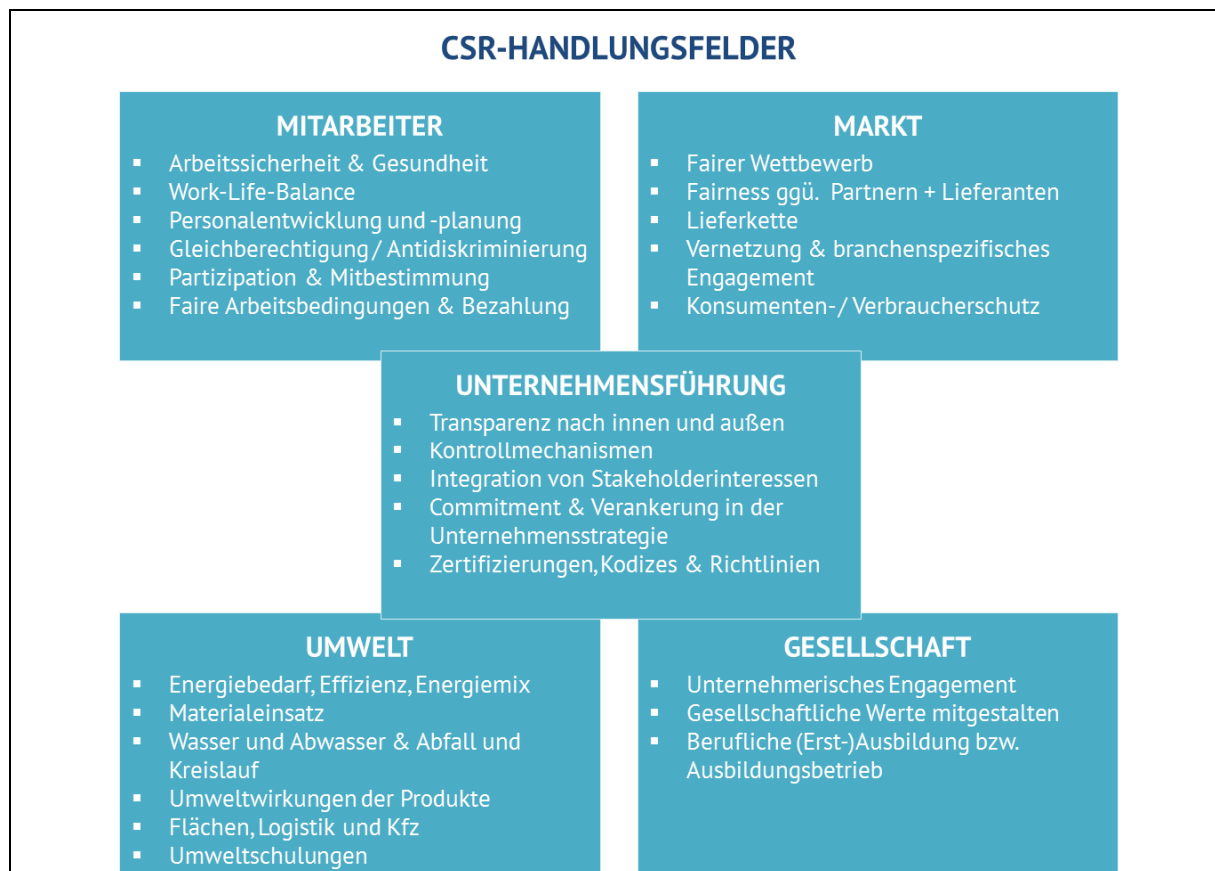 CSR-HANDLUNGSFELDER
MITARBEITER
▪ Arbeitssicherheit & Gesundheit
▪ Work-Life-Balance
▪ Personalentwicklung und -planung
▪ Gleichberechtigung / Antidiskriminierung
▪ Partizipation & Mitbestimmung
▪ Faire Arbeitsbedingungen & Bezahlung
MARKT
▪ Fairer Wettbewerb
▪ Fairness ggü. Partnern + Lieferanten
▪ Lieferkette
▪ Vernetzung & branchenspezifisches
Engagement
▪ Konsumenten- / Verbraucherschutz
UNTERNEHMENSFÜHRUNG
▪ Transparenz nach innen und außen
▪ Kontrollmechanismen
▪ Integration von Stakeholderinteressen
▪ Commitment & Verankerung in der
Unternehmensstrategie
▪ Zertifizierungen, Kodizes & Richtlinien
UMWELT
▪ Energiebedarf, Effizienz, Energiemix
▪ Materialeinsatz
▪ Wasser und Abwasser & Abfall und
Kreislauf
▪ Umweltwirkungen der Produkte
▪ Flächen, Logistik und Kfz
▪ Umweltschulungen
GESELLSCHAFT
▪ Unternehmerisches Engagement
▪ Gesellschaftliche Werte mitgestalten
▪ Berufliche (Erst-)Ausbildung bzw.
Ausbildungsbetrieb